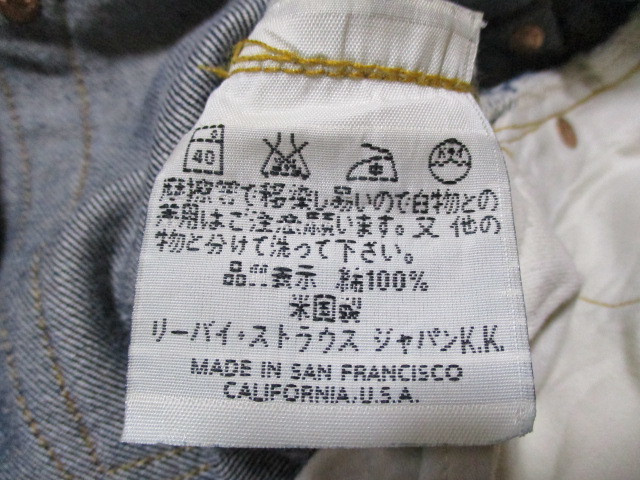 40
摩擦等で移染し易いので白物との
兼用はご注意願います。又 他の
物と分けて洗って下さい。
品質表示 綿100%
米国製
リーバイ・ストラウス ジャパンK.K.
MADE IN SAN FRANCISCO
CALIFORNIA.U.S.A.